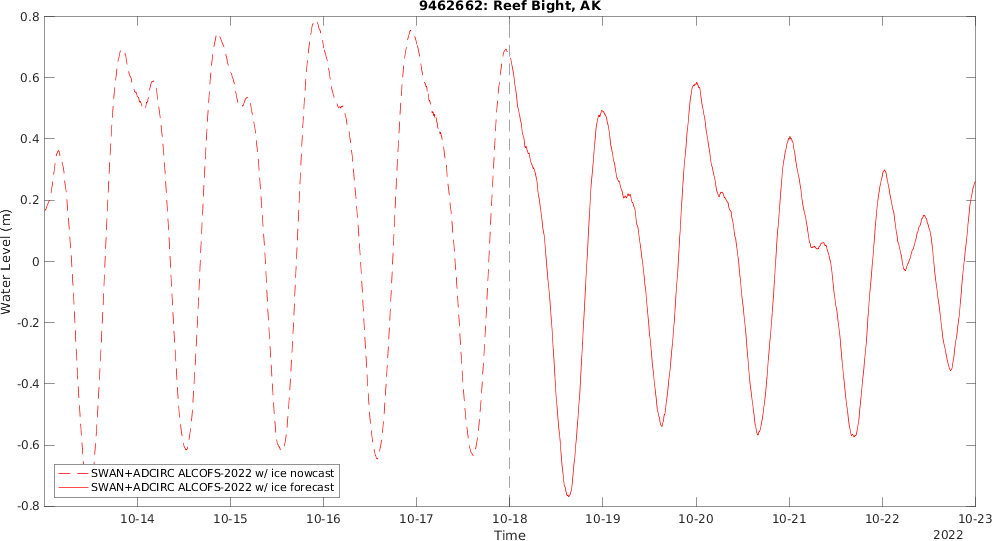 9462662: Reef Bight, AK
Water Level (m)
0.8
0.6
0.4
0.2
0
-0.2
-0.4
-0.6
-0.8
SWAN+ADCIRC ALCOFS-2022 w/ ice nowcast
SWAN+ADCIRC ALCOFS-2022 w/ ice forecast
10-14 10-15 10-16 10-17 10-18 10-19 10-20 10-21 10-22 10-23
Time
2022